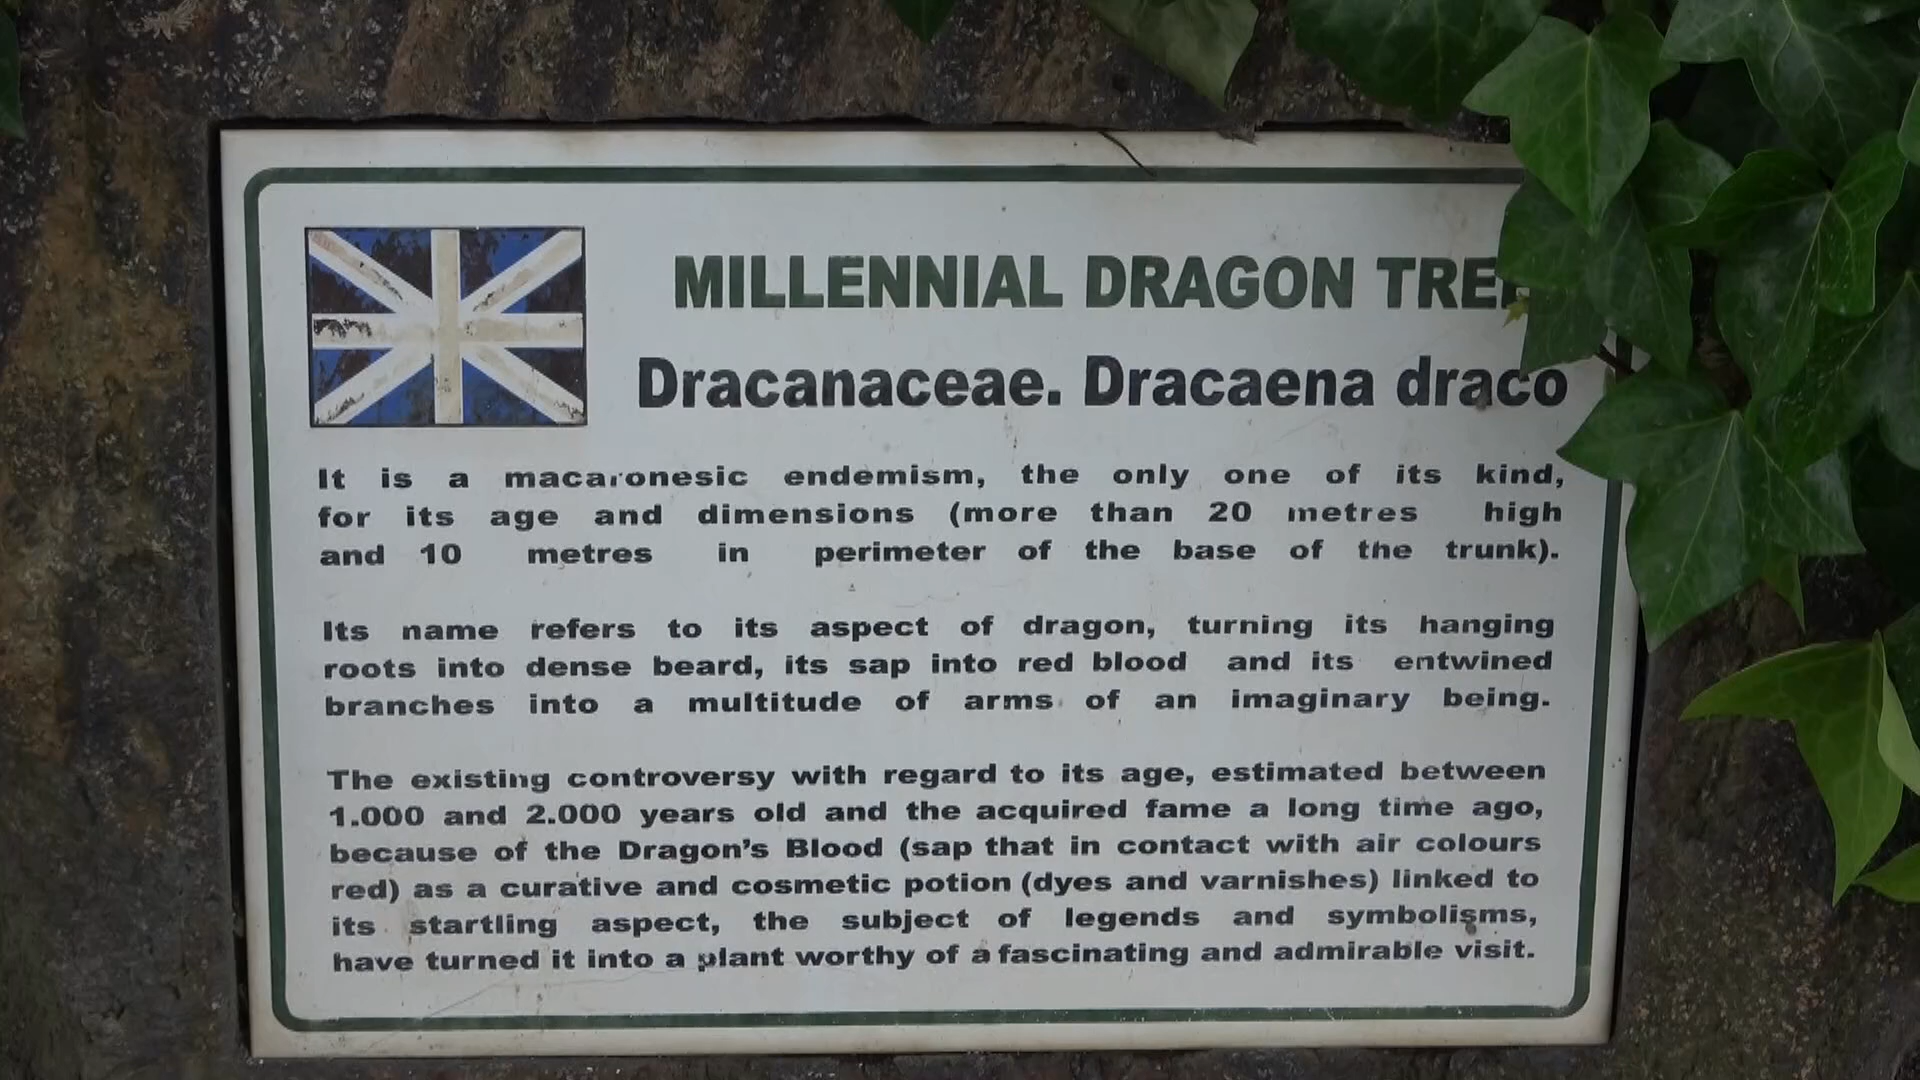 MILLENNIAL DRAGON TREE
Dracanaceae. Dracaena draco
It is a macaronesic endemism, the only one of its kind,
for its age and dimensions (more than 20 metres high
and 10 metres in perimeter of the base of the trunk).
Its name refers to its aspect of dragon, turning its hanging
roots into dense beard, its sap into red blood and its entwined
branches into a multitude of arms of an imaginary being.
The existing controversy with regard to its age, estimated between
1.000 and 2.000 years old and the acquired fame a long time ago,
because of the Dragon's Blood (sap that in contact with air colours
red) as a curative and cosmetic potion (dyes and varnishes) linked to
its startling aspect, the subject of legends and symbolisms,
have turned it into a plant worthy of a fascinating and admirable visit.